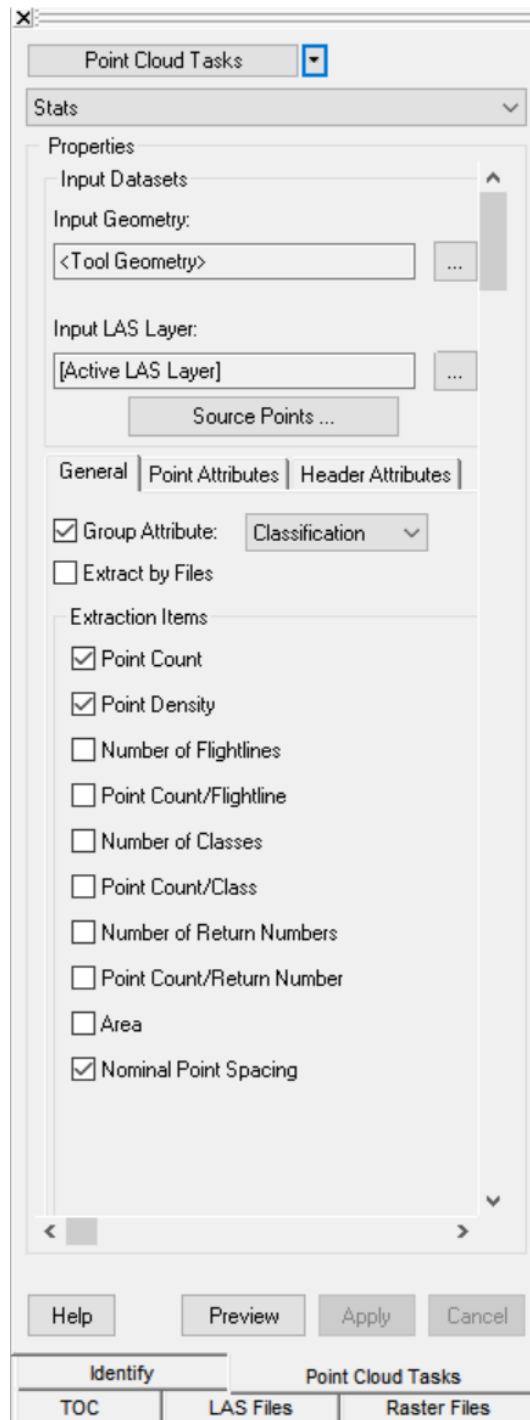 Point Cloud Tasks
Stats
Properties
Input Datasets
Input Geometry:
<Tool Geometry>
...
Input LAS Layer:
[Active LAS Layer]
...
Source Points ...
General Point Attributes Header Attributes
Group Attribute: Classification
Extract by Files
Extraction Items
Point Count
Point Density
Number of Flightlines
Point Count/Flightline
Number of Classes
Point Count/Class
Number of Return Numbers
Point Count/Return Number
Area
Nominal Point Spacing
Help Preview Apply Cancel
Identify Point Cloud Tasks
TOC LAS Files Raster Files